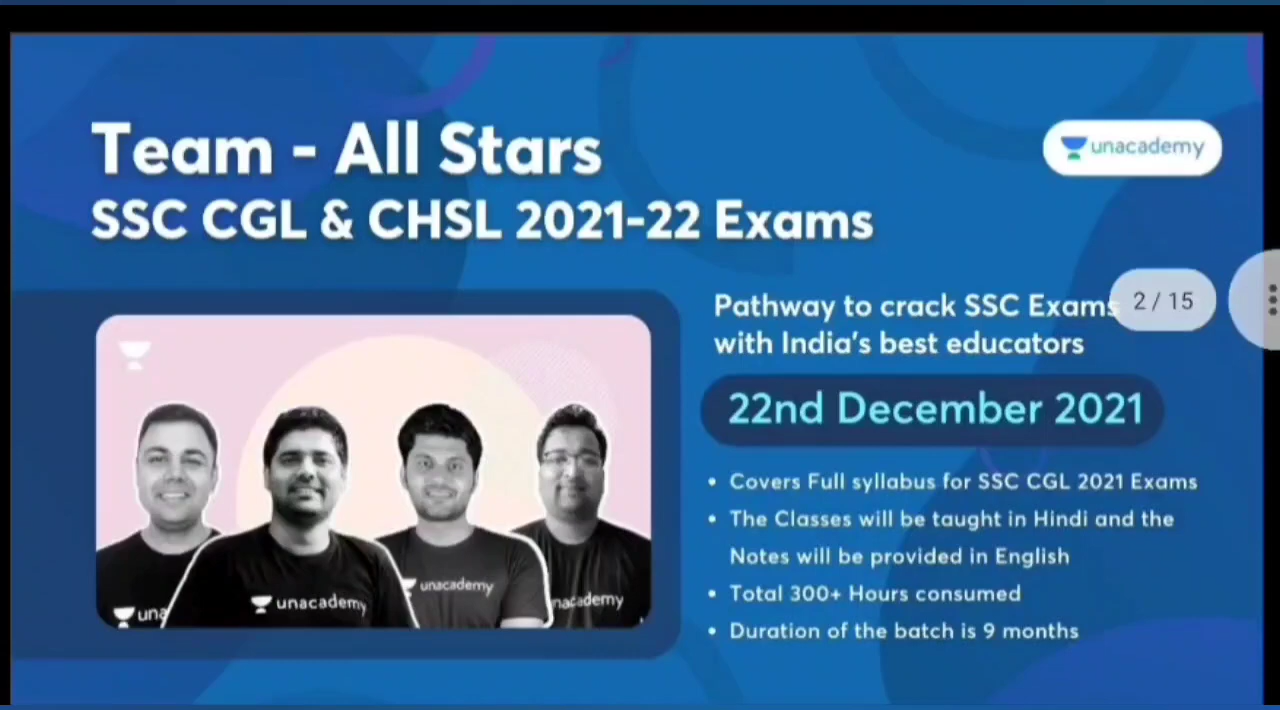 Team - All Stars
SSC CGL & CHSL 2021-22 Exams
unacademy
Pathway to crack SSC Exams
2 / 15
with India's best educators
22nd December 2021
• Covers Full syllabus for SSC CGL 2021 Exams
• The Classes will be taught in Hindi and the
Notes will be provided in English
• Total 300+ Hours consumed
• Duration of the batch is 9 months
una
unacademy
unacademy
nacademy